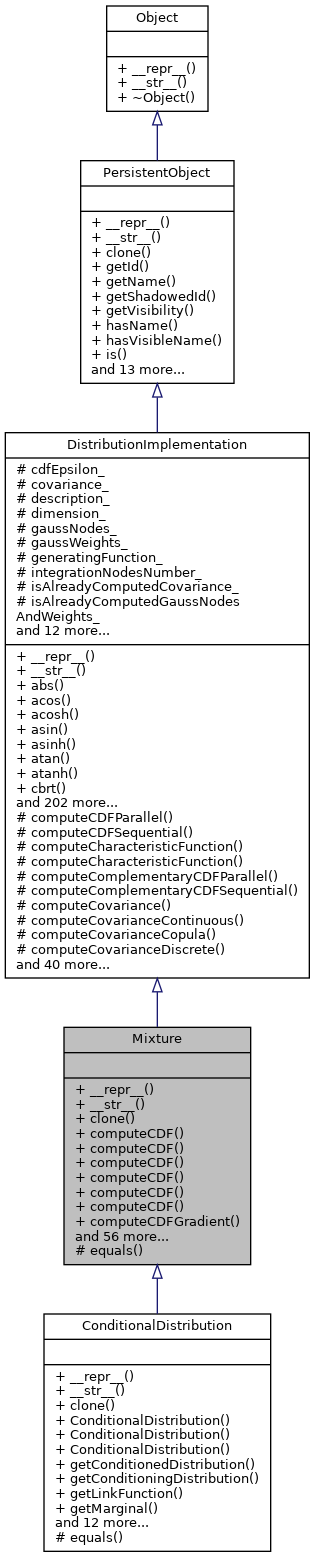 Object
+ __repr__()
+ __str__()
+ ~Object()
PersistentObject
+ __repr__()
+ __str__()
+ clone()
+ getId()
+ getName()
+ getShadowedId()
+ getVisibility()
+ hasName()
+ hasVisibleName()
+ is()
and 13 more...
DistributionImplementation
# cdfEpsilon_
# covariance_
# description_
# dimension_
# gaussNodes_
# gaussWeights_
# generatingFunction_
# integrationNodesNumber_
# isAlreadyComputedCovariance_
# isAlreadyComputedGaussNodes
AndWeights_
and 12 more...
+ __repr__()
+ __str__()
+ abs()
+ acos()
+ acosh()
+ asin()
+ asinh()
+ atan()
+ atanh()
+ cbrt()
and 202 more...
# computeCDFParallel()
# computeCDFSequential()
# computeCharacteristicFunction()
# computeCharacteristicFunction()
# computeComplementaryCDFParallel()
# computeComplementaryCDFSequential()
# computeCovariance()
# computeCovarianceContinuous()
# computeCovarianceCopula()
# computeCovarianceDiscrete()
and 40 more...
Mixture
+ __repr__()
+ __str__()
+ clone()
+ computeCDF()
+ computeCDF()
+ computeCDF()
+ computeCDF()
+ computeCDF()
+ computeCDF()
+ computeCDFGradient()
and 56 more...
# equals()
ConditionalDistribution
+ __repr__()
+ __str__()
+ clone()
+ ConditionalDistribution()
+ ConditionalDistribution()
+ ConditionalDistribution()
+ getConditionedDistribution()
+ getConditioningDistribution()
+ getLinkFunction()
+ getMarginal()
and 12 more...
# equals()